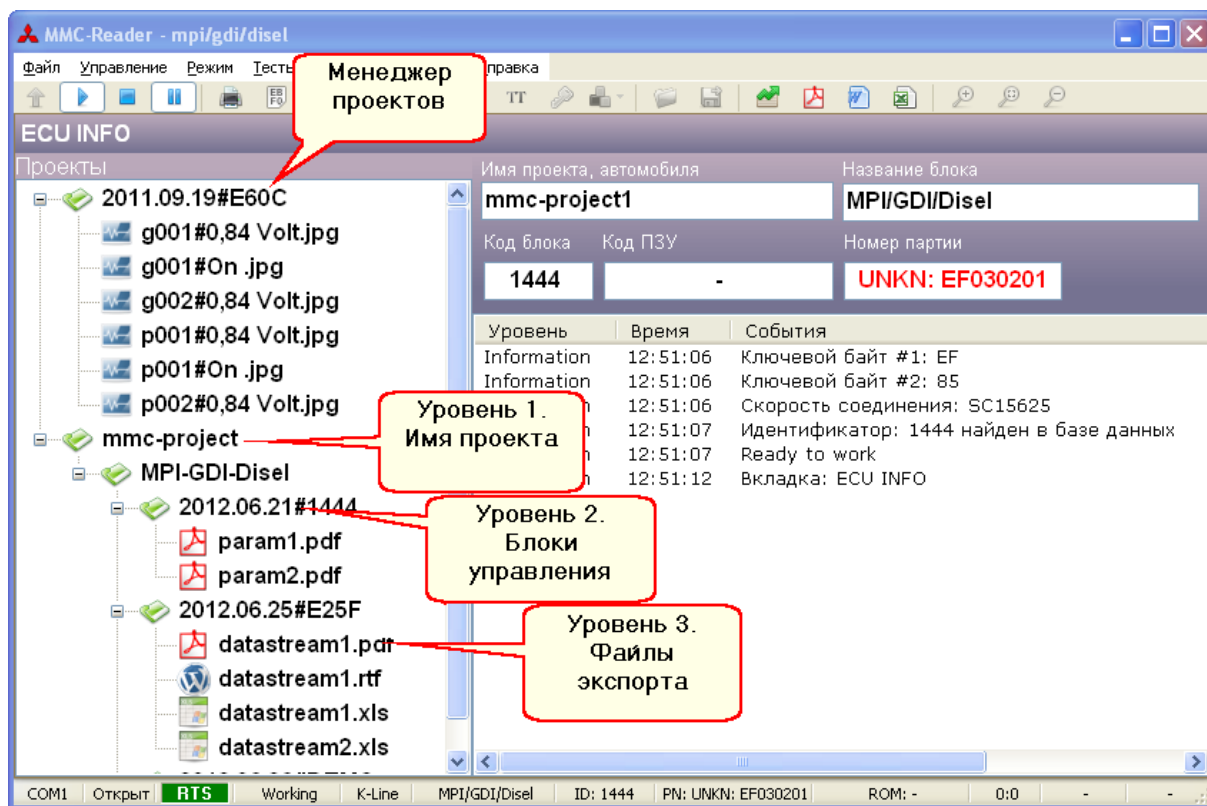 MMC-Reader - mpi/gdi/disel
Файл Управление Режим Тесты
Менеджер проектов
ECU INFO
Проекты
2011.09.19#E60C
g001#0,84 Volt.jpg
g001#On .jpg
g002#0,84 Volt.jpg
p001#0,84 Volt.jpg
p001#On .jpg
p002#0,84 Volt.jpg
mmc-project
MPI-GDI-Disel
2012.06.21#1444
param1.pdf
param2.pdf
2012.06.25#E25F
datastream1.pdf
datastream1.rtf
datastream1.xls
datastream2.xls
Уровень 1.
Имя проекта
Уровень 2.
Блоки
управления
Уровень 3.
Файлы
экспорта
Имя проекта, автомобиля Название блока
mmc-project1 MPI/GDI/Disel
Код блока Код ПЗУ Номер партии
1444 - UNKN: EF030201
Уровень Время События
Information 12:51:06 Ключевой байт #1: EF
Information 12:51:06 Ключевой байт #2: 85
12:51:06 Скорость соединения: SC15625
12:51:07 Идентификатор: 1444 найден в базе данных
12:51:07 Ready to work
12:51:12 Вкладка: ECU INFO
COM1 Открыт RTS Working K-Line MPI/GDI/Disel ID: 1444 PN: UNKN: EF030201 ROM: - 0:0 - -